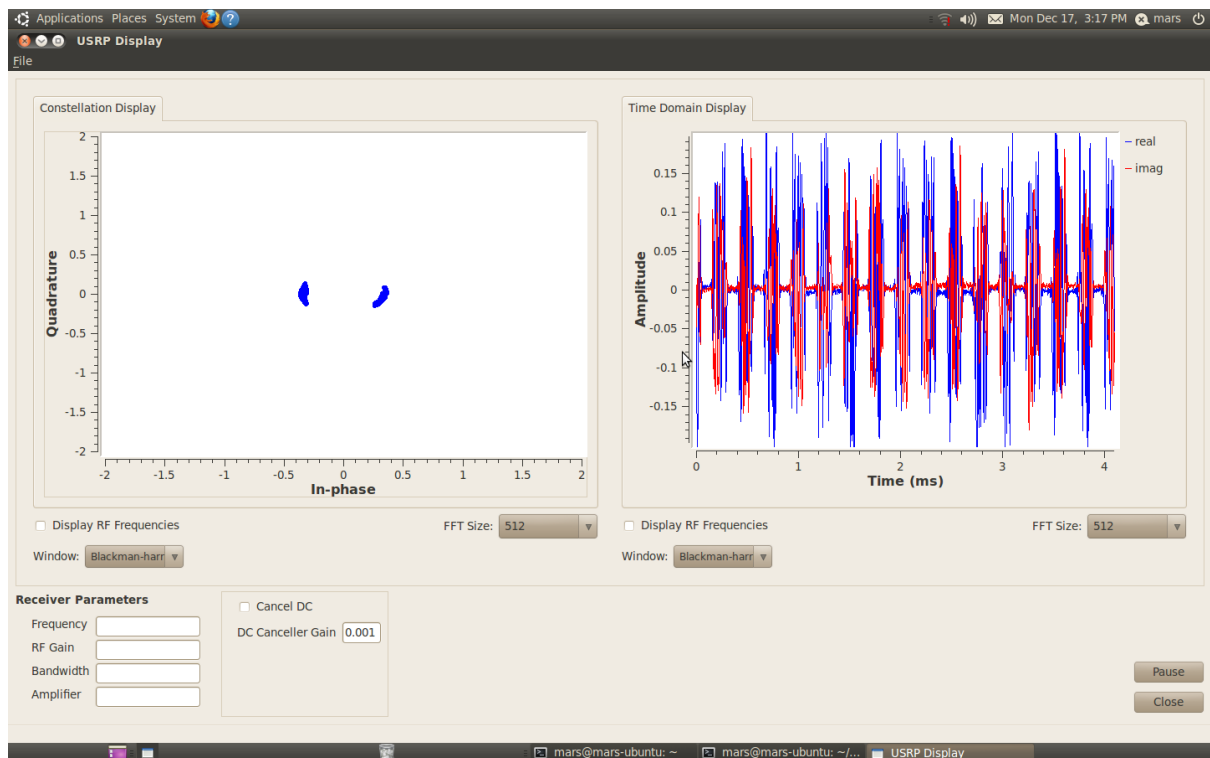 Applications Places System
Mon Dec 17, 3:17 PM mars
USRP Display
File
Constellation Display
2
1.5
1
0.5
0
-0.5
-1
-1.5
-2
Quadrature
-2 -1.5 -1 -0.5 0 0.5 1 1.5 2
In-phase
Display RF Frequencies
FFT Size: 512
Window: Blackman-harr
Time Domain Display
real
imag
0.15
0.1
0.05
0
-0.05
-0.1
-0.15
Amplitude
0 1 2 3 4
Time (ms)
Display RF Frequencies
FFT Size: 512
Window: Blackman-harr
Receiver Parameters
Frequency
RF Gain
Bandwidth
Amplifier
Cancel DC
DC Canceller Gain 0.001
Pause
Close
mars@mars-ubuntu: ~
mars@mars-ubuntu: ~/...
USRP Display